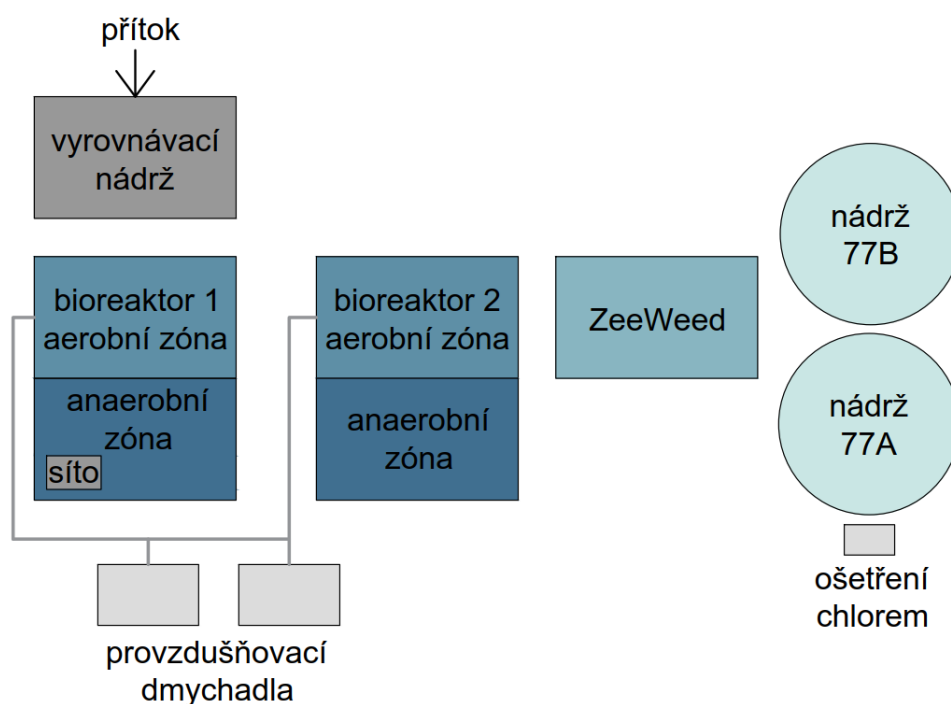 přítok
vyrovnávací
nádrž
bioreaktor 1
aerobní zóna
anaerobní
zóna
síto
bioreaktor 2
aerobní zóna
anaerobní
zóna
ZeeWeed
nádrž
77B
nádrž
77A
ošetření
chlorem
provzdušňovací
dmychadla